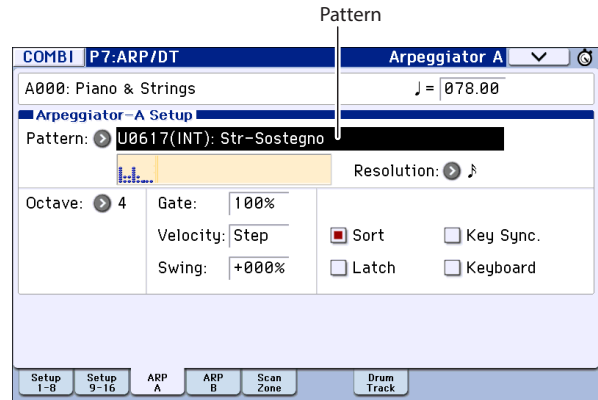 Pattern
COMBI P7:ARP/DT Arpeggiator A
A000: Piano & Strings ♩= 078.00
Arpeggiator-A Setup
Pattern: U0617(INT): Str-Sostegno
Resolution: ♪
Octave: 4 Gate: 100%
Velocity: Step Sort Key Sync.
Swing: +000% Latch Keyboard
Setup 1-8 Setup 9-16 ARP A ARP B Scan Zone Drum Track